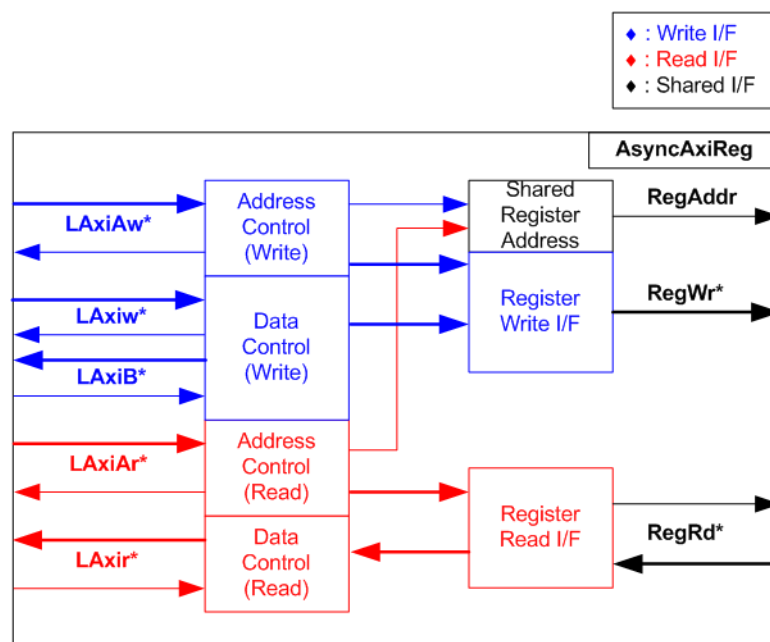 ♦ : Write I/F
♦ : Read I/F
♦ : Shared I/F
AsyncAxiReg
LAxiAw*
Address
Control
(Write)
Shared
Register
Address
RegAddr
LAxiw*
LAxiB*
Data
Control
(Write)
Register
Write I/F
RegWr*
LAxiAr*
Address
Control
(Read)
LAxir*
Data
Control
(Read)
Register
Read I/F
RegRd*